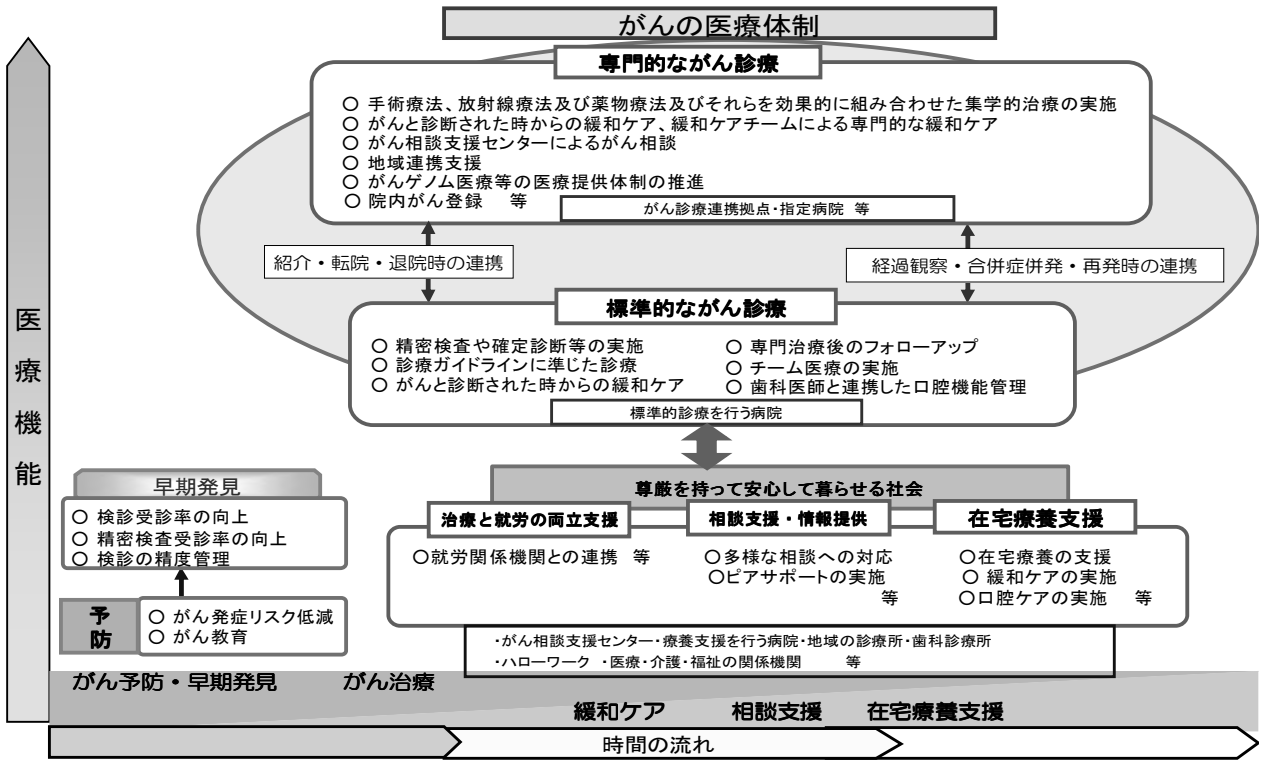 がんの医療体制
専門的ながん診療
○ 手術療法、放射線療法及び薬物療法及びそれらを効果的に組み合わせた集学的治療の実施
○ がんと診断された時からの緩和ケア、緩和ケアチームによる専門的な緩和ケア
○ がん相談支援センターによるがん相談
○ 地域連携支援
○ がんゲノム医療等の医療提供体制の推進
○ 院内がん登録 等
がん診療連携拠点・指定病院 等
紹介・転院・退院時の連携
経過観察・合併症併発・再発時の連携
標準的ながん診療
○ 精密検査や確定診断等の実施
○ 診療ガイドラインに準じた診療
○ がんと診断された時からの緩和ケア
○ 専門治療後のフォローアップ
○ チーム医療の実施
○ 歯科医師と連携した口腔機能管理
標準的診療を行う病院
医療機能
早期発見
○ 検診受診率の向上
○ 精密検査受診率の向上
○ 検診の精度管理
予防
○ がん発症リスク低減
○ がん教育
尊厳を持って安心して暮らせる社会
治療と就労の両立支援
○就労関係機関との連携 等
相談支援・情報提供
○多様な相談への対応
○ピアサポートの実施
等
在宅療養支援
○在宅療養の支援
○ 緩和ケアの実施
○口腔ケアの実施 等
・がん相談支援センター・療養支援を行う病院・地域の診療所・歯科診療所
・ハローワーク ・医療・介護・福祉の関係機関 等
がん予防・早期発見 がん治療
緩和ケア 相談支援 在宅療養支援
時間の流れ